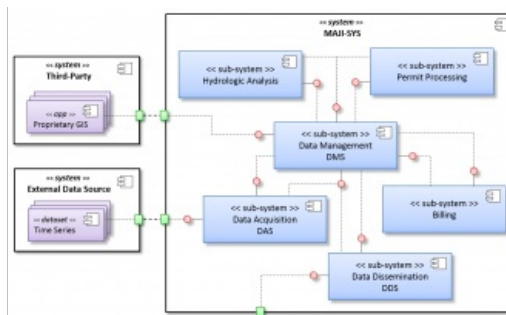 «system»
MAJI-SYS
«system»
Third-Party
«app»
Proprietary GIS
«system»
External Data Source
«dataset»
Time Series
<< sub-system >>
Hydrologic Analysis
<< sub-system >>
Permit Processing
<< sub-system >>
Data Management
DMS
<< sub-system >>
Data Acquisition
DAS
<< sub-system >>
Billing
<< sub-system >>
Data Dissemination
DDS